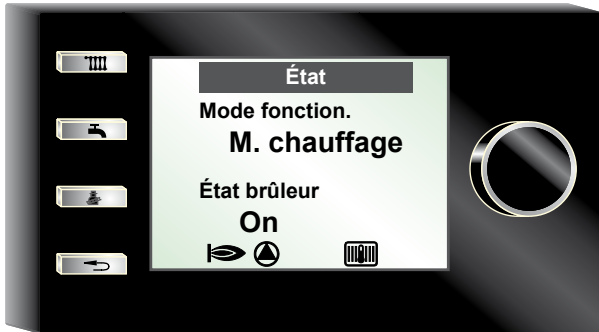 État
Mode fonction.
M. chauffage
État brûleur
On